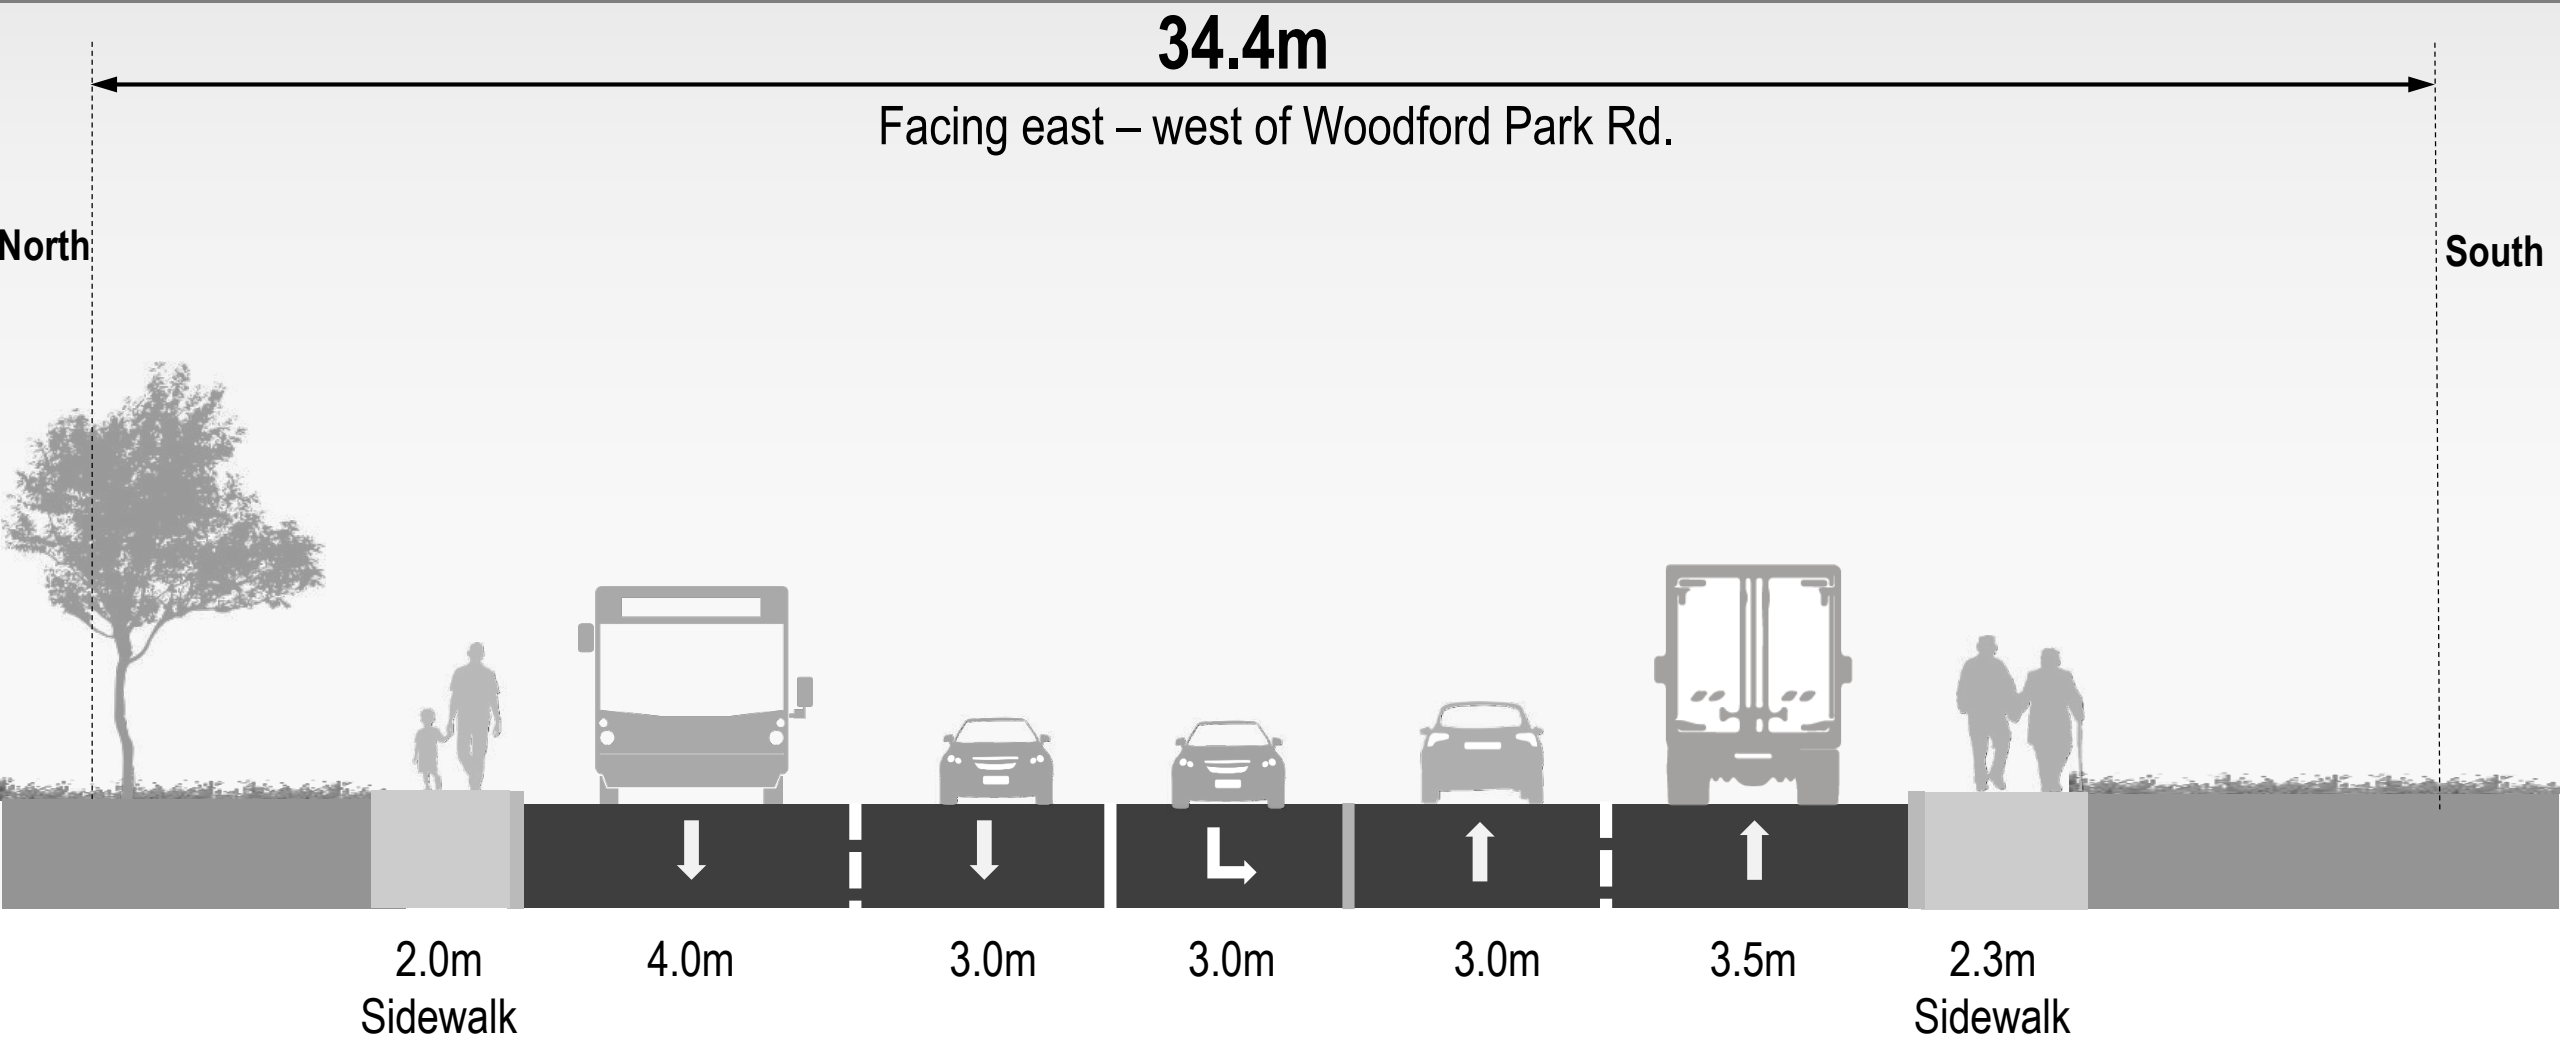 34.4m
Facing east – west of Woodford Park Rd.
North
South
2.0m
Sidewalk
4.0m
3.0m
3.0m
3.0m
3.5m
2.3m
Sidewalk